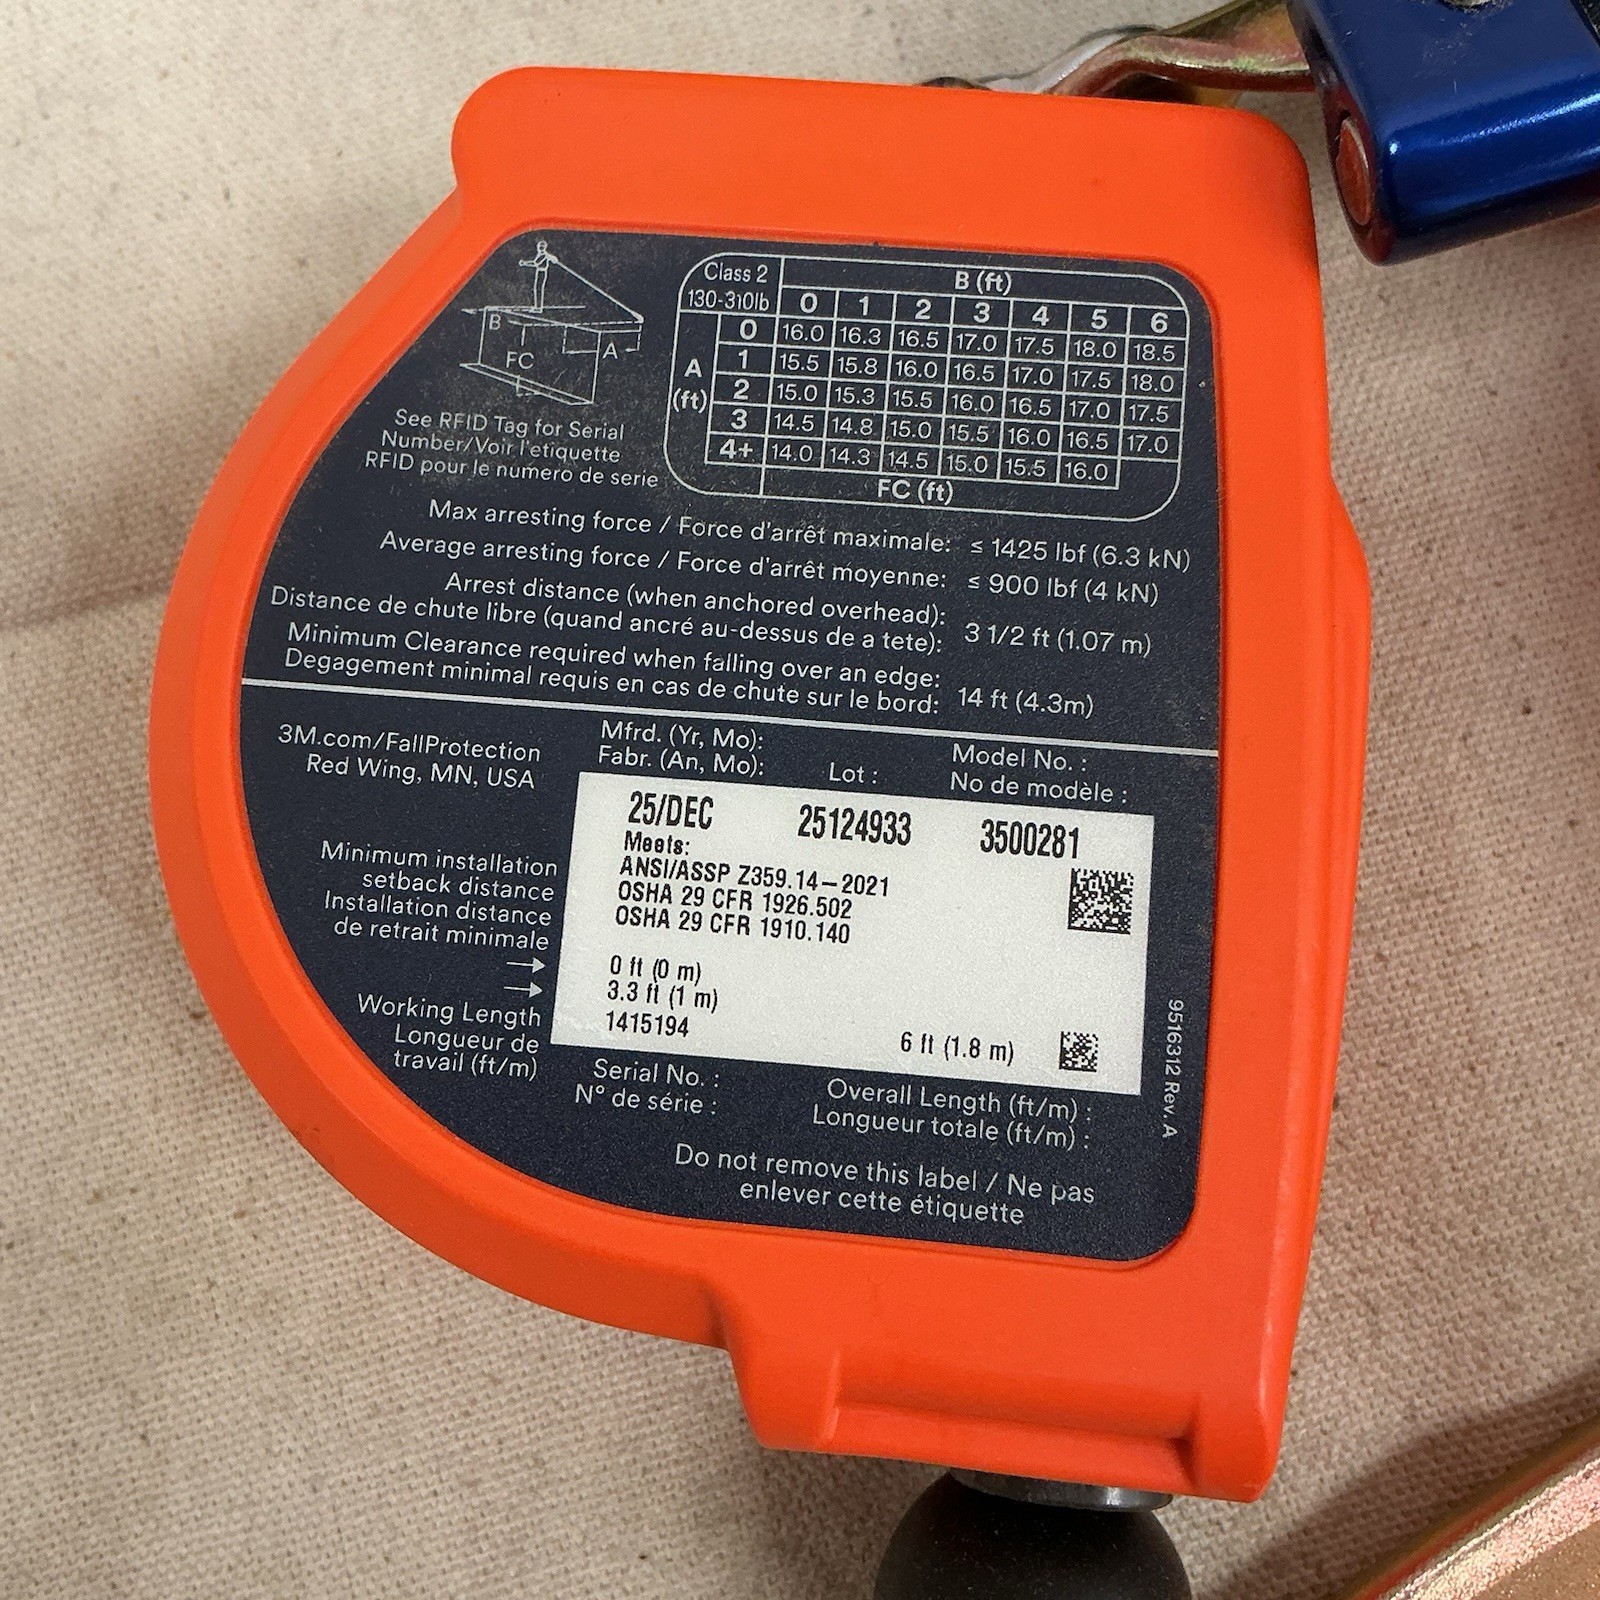 B
FC
A
See RFID Tag for Serial
Number/Voir l'etiquette
RFID pour le numero de serie
Class 2
130-310lb
B (ft)
0 1 2 3 4 5 6
A
(ft)
0 16.0 16.3 16.5 17.0 17.5 18.0 18.5
1 15.5 15.8 16.0 16.5 17.0 17.5 18.0
2 15.0 15.3 15.5 16.0 16.5 17.0 17.5
3 14.5 14.8 15.0 15.5 16.0 16.5 17.0
4+ 14.0 14.3 14.5 15.0 15.5 16.0
FC (ft)
Max arresting force / Force d'arrêt maximale: ≤ 1425 lbf (6.3 kN)
Average arresting force / Force d'arrêt moyenne: ≤ 900 lbf (4 kN)
Arrest distance (when anchored overhead):
Distance de chute libre (quand ancré au-dessus de a tete): 3 1/2 ft (1.07 m)
Minimum Clearance required when falling over an edge:
Degagement minimal requis en cas de chute sur le bord: 14 ft (4.3m)
3M.com/FallProtection
Red Wing, MN, USA
Mfrd. (Yr, Mo):
Fabr. (An, Mo):
Lot :
Model No. :
No de modèle :
25/DEC 25124933 3500281
Meets:
ANSI/ASSP Z359.14-2021
OSHA 29 CFR 1926.502
OSHA 29 CFR 1910.140
Minimum installation
setback distance
Installation distance
de retrait minimale
→ 0 ft (0 m)
→ 3.3 ft (1 m)
1415194
6 ft (1.8 m)
Working Length
Longueur de
travail (ft/m)
Serial No. :
N° de série :
Overall Length (ft/m) :
Longueur totale (ft/m) :
Do not remove this label / Ne pas
enlever cette étiquette
9516312 Rev. A